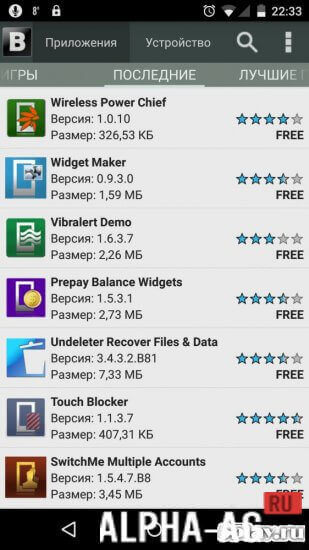 8°
22:33
B Приложения Устройство
ИГРЫ ПОСЛЕДНИЕ ЛУЧШИЕ
Wireless Power Chief
Версия: 1.0.10
Размер: 326,53 КБ
FREE
Widget Maker
Версия: 0.9.3.0
Размер: 1,59 МБ
FREE
Vibralert Demo
Версия: 1.6.3.7
Размер: 2,26 МБ
FREE
Prepay Balance Widgets
Версия: 1.5.3.1
Размер: 2,73 МБ
FREE
Undeleter Recover Files & Data
Версия: 3.4.3.2.B81
Размер: 7,33 МБ
FREE
Touch Blocker
Версия: 1.1.3.7
Размер: 407,31 КБ
FREE
SwitchMe Multiple Accounts
Версия: 1.5.4.7.B8
Размер: 3,45 МБ
RU
ALPHA-AG